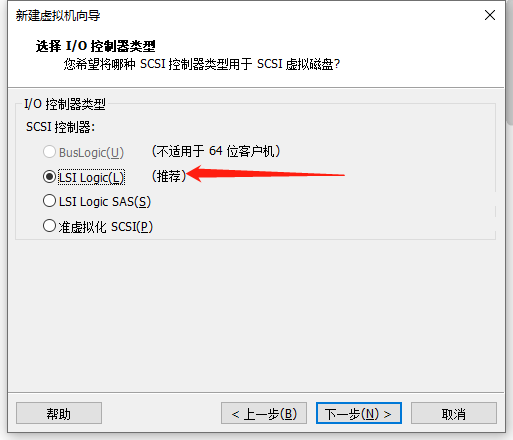 新建虚拟机向导
选择 I/O 控制器类型
您希望将哪种 SCSI 控制器类型用于 SCSI 虚拟磁盘?
I/O 控制器类型
SCSI 控制器:
BusLogic(U) (不适用于 64 位客户机)
LSI Logic(L) (推荐)
LSI Logic SAS(S)
准虚拟化 SCSI(P)
帮助 < 上一步(B) 下一步(N) > 取消